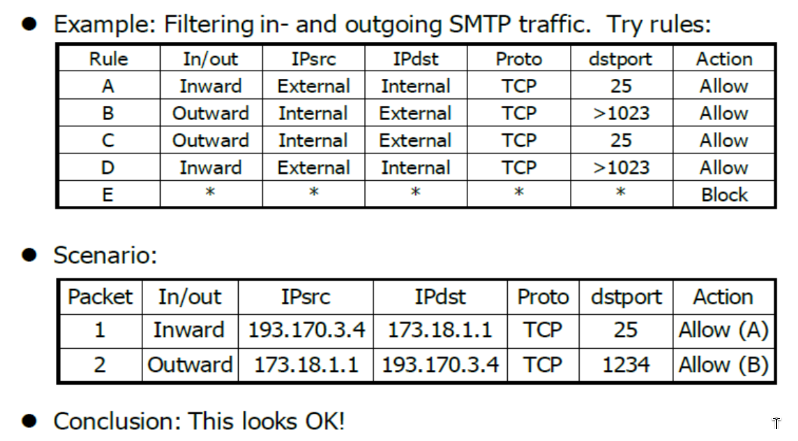 ● Example: Filtering in- and outgoing SMTP traffic. Try rules:
Rule In/out IPsrc IPdst Proto dstport Action
A Inward External Internal TCP 25 Allow
B Outward Internal External TCP >1023 Allow
C Outward Internal External TCP 25 Allow
D Inward External Internal TCP >1023 Allow
E * * * * * Block
● Scenario:
Packet In/out IPsrc IPdst Proto dstport Action
1 Inward 193.170.3.4 173.18.1.1 TCP 25 Allow (A)
2 Outward 173.18.1.1 193.170.3.4 TCP 1234 Allow (B)
● Conclusion: This looks OK!